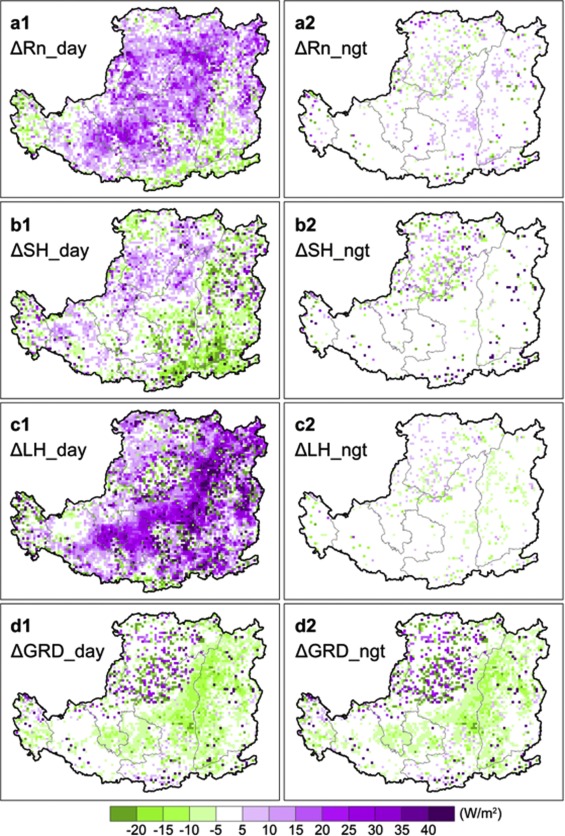 a1
ΔRn_day
a2
ΔRn_ngt
b1
ΔSH_day
b2
ΔSH_ngt
c1
ΔLH_day
c2
ΔLH_ngt
d1
ΔGRD_day
d2
ΔGRD_ngt
-20 -15 -10 -5 5 10 15 20 25 30 35 40 (W/m²)